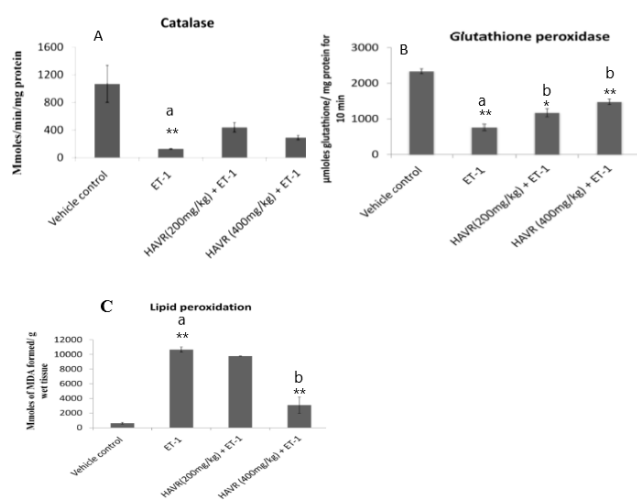 Catalase
A
Mmoles/min/mg protein
1600
1200
800
400
0
a
**
Vehicle control
ET-1
HAVR(200mg/kg) + ET-1
HAVR (400mg/kg) + ET-1
Glutathione peroxidase
B
µmloles glutathione/ mg protein for
10 min
3000
2000
1000
0
a
**
b
*
b
**
Vehicle control
ET-1
HAVR(200mg/kg) + ET-1
HAVR (400mg/kg) + ET-1
C
Lipid peroxidation
Mmoles of MDA formed/ g
wet tissue
12000
10000
8000
6000
4000
2000
0
a
**
b
**
Vehicle control
ET-1
HAVR(200mg/kg) + ET-1
HAVR (400mg/kg) + ET-1